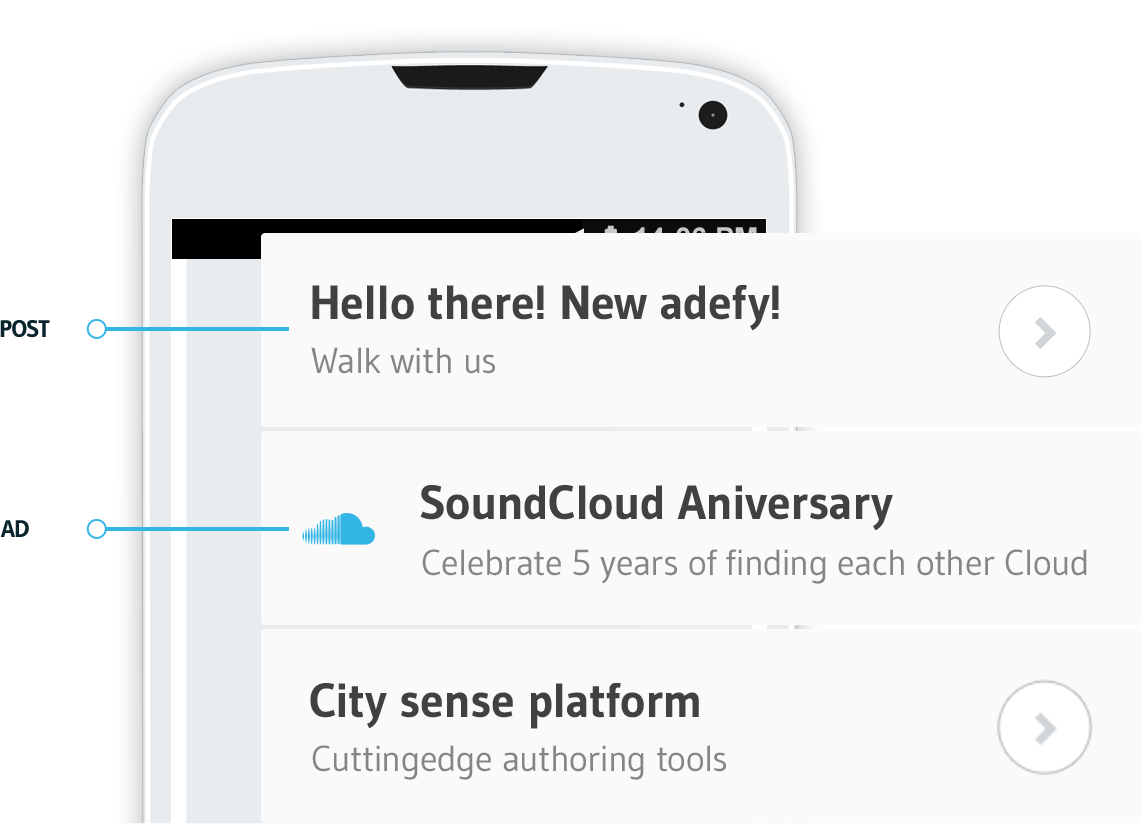 POST
Hello there! New adefy!
Walk with us
AD
SoundCloud Aniversary
Celebrate 5 years of finding each other Cloud
City sense platform
Cuttingedge authoring tools